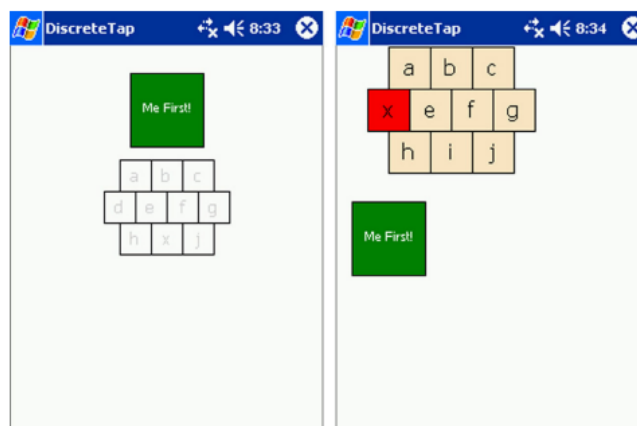 DiscreteTap 8:33
Me First!
a b c
d e f g
h x j
DiscreteTap 8:34
a b c
x e f g
h i j
Me First!